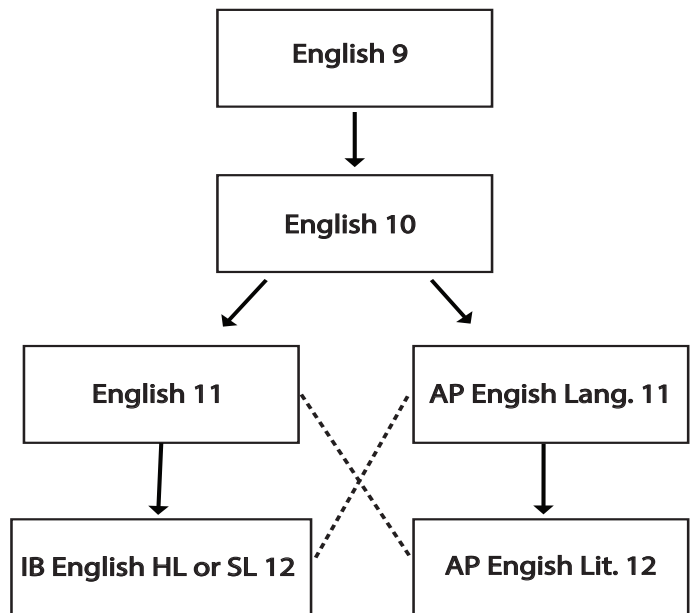 English 9
English 10
English 11
AP Engish Lang. 11
IB English HL or SL 12
AP Engish Lit. 12